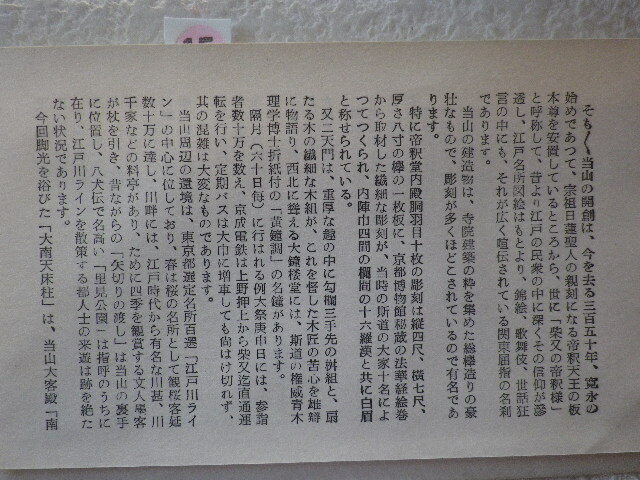 そも〳〵当山の開創は、今を去る三百五十年、寛永の
始めであつて、宗祖日蓮聖人の親刻になる帝釈天王の板
本尊を安置しているところから、世に「柴又の帝釈様」
と呼称して、昔より江戸の民衆の中に深くその信仰が滲
透し、江戸名所図絵はもとより、錦絵、歌舞伎、世話狂
言の中にも、それが広く喧伝されている関東屈指の名刹
であります。
当山の建造物は、寺院建築の粋を集めた総欅造りの豪
壮なもので、彫刻が多くほどこされているので有名であ
ります。
特に帝釈堂内殿胴羽目十枚の彫刻は縦四尺、横七尺、
厚さ八寸の欅の一枚板に、京都博物館秘蔵の法華経絵巻
から取材した繊細な彫刻が、当時の斯道の大家十名によ
つてつくられ、内陣巾四間の欄間の十六羅漢と共に白眉
と称せられている。
又二天門は、重厚な趣の中に勾欄三手先の桝組と、扇
たる木の繊細な木組が、これを督した木匠の苦心を雄辯
に物語り、西北に聳える大鐘楼堂には、斯道の権威青木
理学博士折紙付の「黄鐘調」の名鐘があります。
隔月(六十日毎)に行はれる例大祭庚申日には、参詣
者数十万を数え、京成電鉄は上野押上から柴又迄直通運
転を行い、定期バスは大巾に増車しても尚はけ切れず、
其の混雑は大変なものであります。
当山周辺の環境は、東京都選定名所百選「江戸川ライ
ン」の中心に位しており、春は桜の名所として観桜客延
数十万に達し、川畔には、江戸時代から有名な川甚、川
千家などの料亭があり、ために四季を観賞する文人墨客
が杖を引き、昔ながらの「矢切りの渡し」は当山の裏手
に位置し、八犬伝で名高い「里見公園」は指呼のうちに
在り、江戸川ラインを散策する都人士の来遊は跡を絶た
ない状況であります。
今回脚光を浴びた「大南天床柱」は、当山大客殿「南